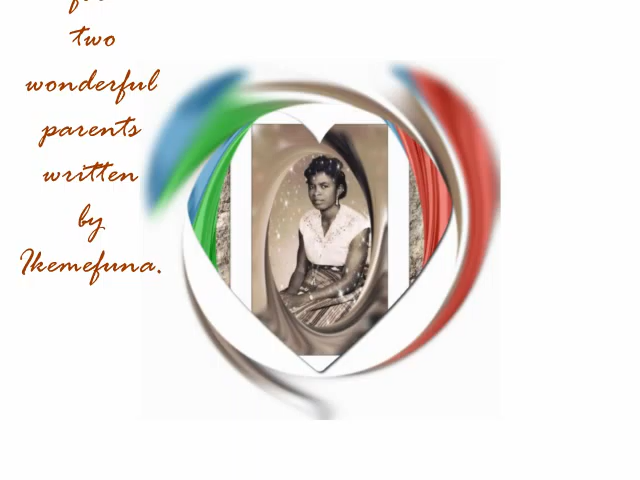 two
wonderful
parents
written
by
Ikemefuna.